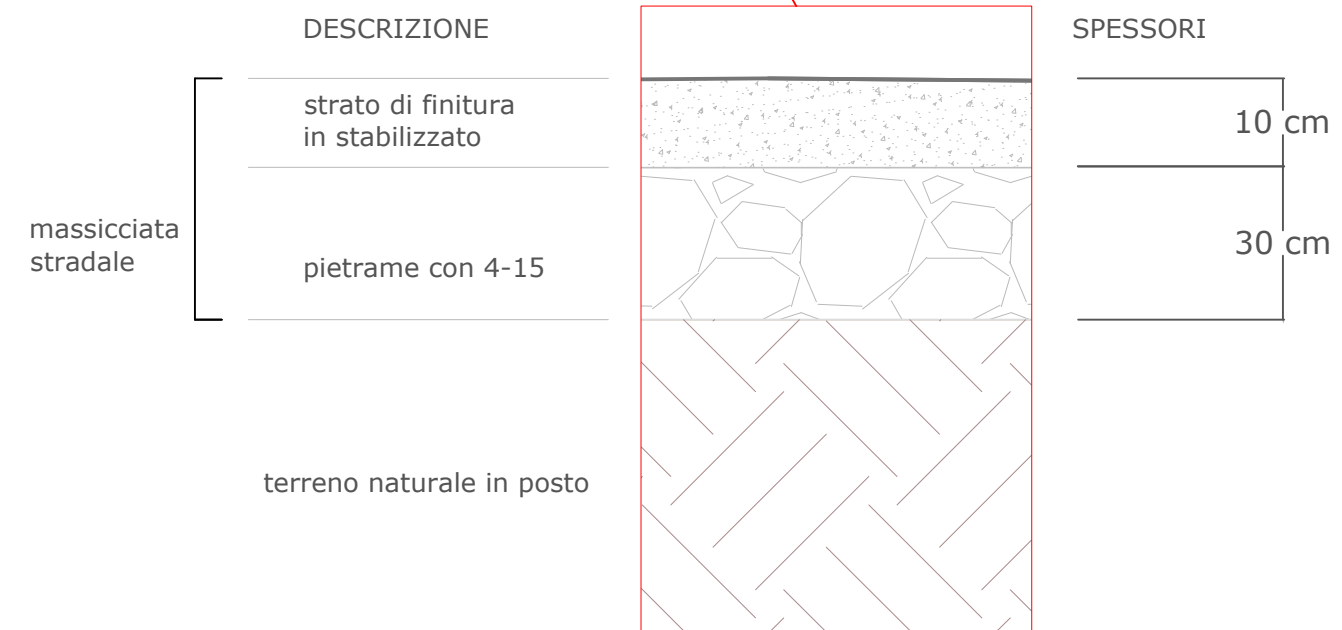 DESCRIZIONE
SPESSORI
strato di finitura
in stabilizzato
10 cm
massicciata
stradale
pietrame con 4-15
30 cm
terreno naturale in posto